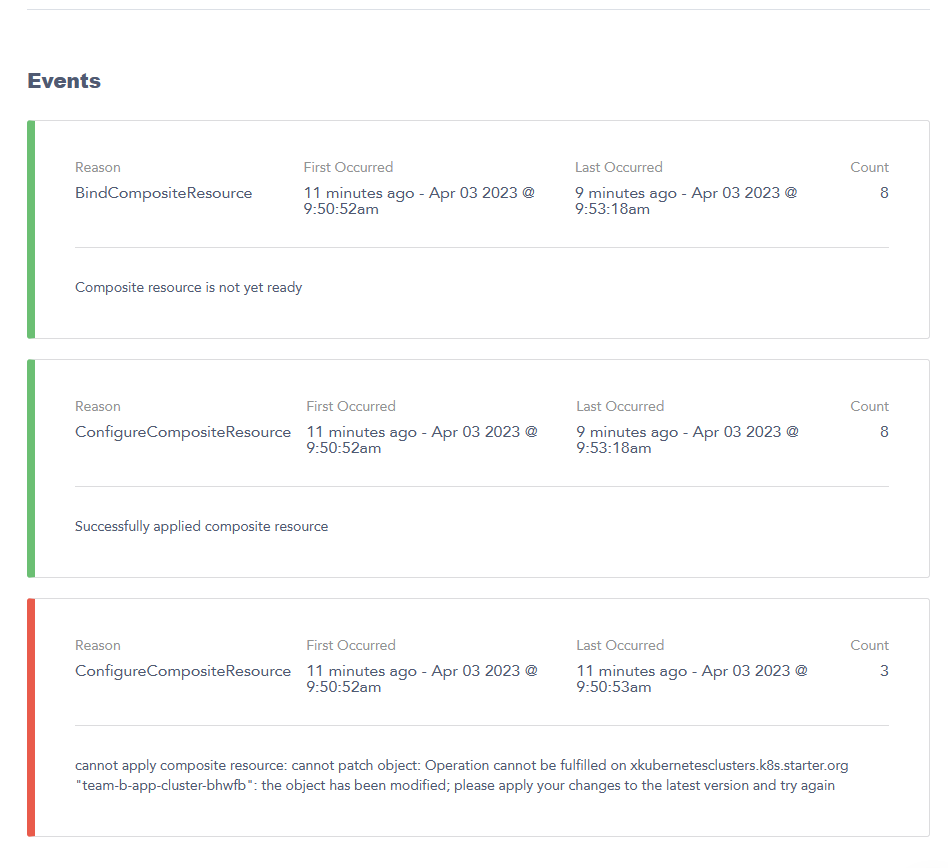 Events
Reason First Occurred Last Occurred Count
BindCompositeResource 11 minutes ago - Apr 03 2023 @ 9 minutes ago - Apr 03 2023 @ 8
9:50:52am 9:53:18am
Composite resource is not yet ready
Reason First Occurred Last Occurred Count
ConfigureCompositeResource 11 minutes ago - Apr 03 2023 @ 9 minutes ago - Apr 03 2023 @ 8
9:50:52am 9:53:18am
Successfully applied composite resource
Reason First Occurred Last Occurred Count
ConfigureCompositeResource 11 minutes ago - Apr 03 2023 @ 11 minutes ago - Apr 03 2023 @ 3
9:50:52am 9:50:53am
cannot apply composite resource: cannot patch object: Operation cannot be fulfilled on xkubernetesclusters.k8s.starter.org
"team-b-app-cluster-bhwfb": the object has been modified; please apply your changes to the latest version and try again